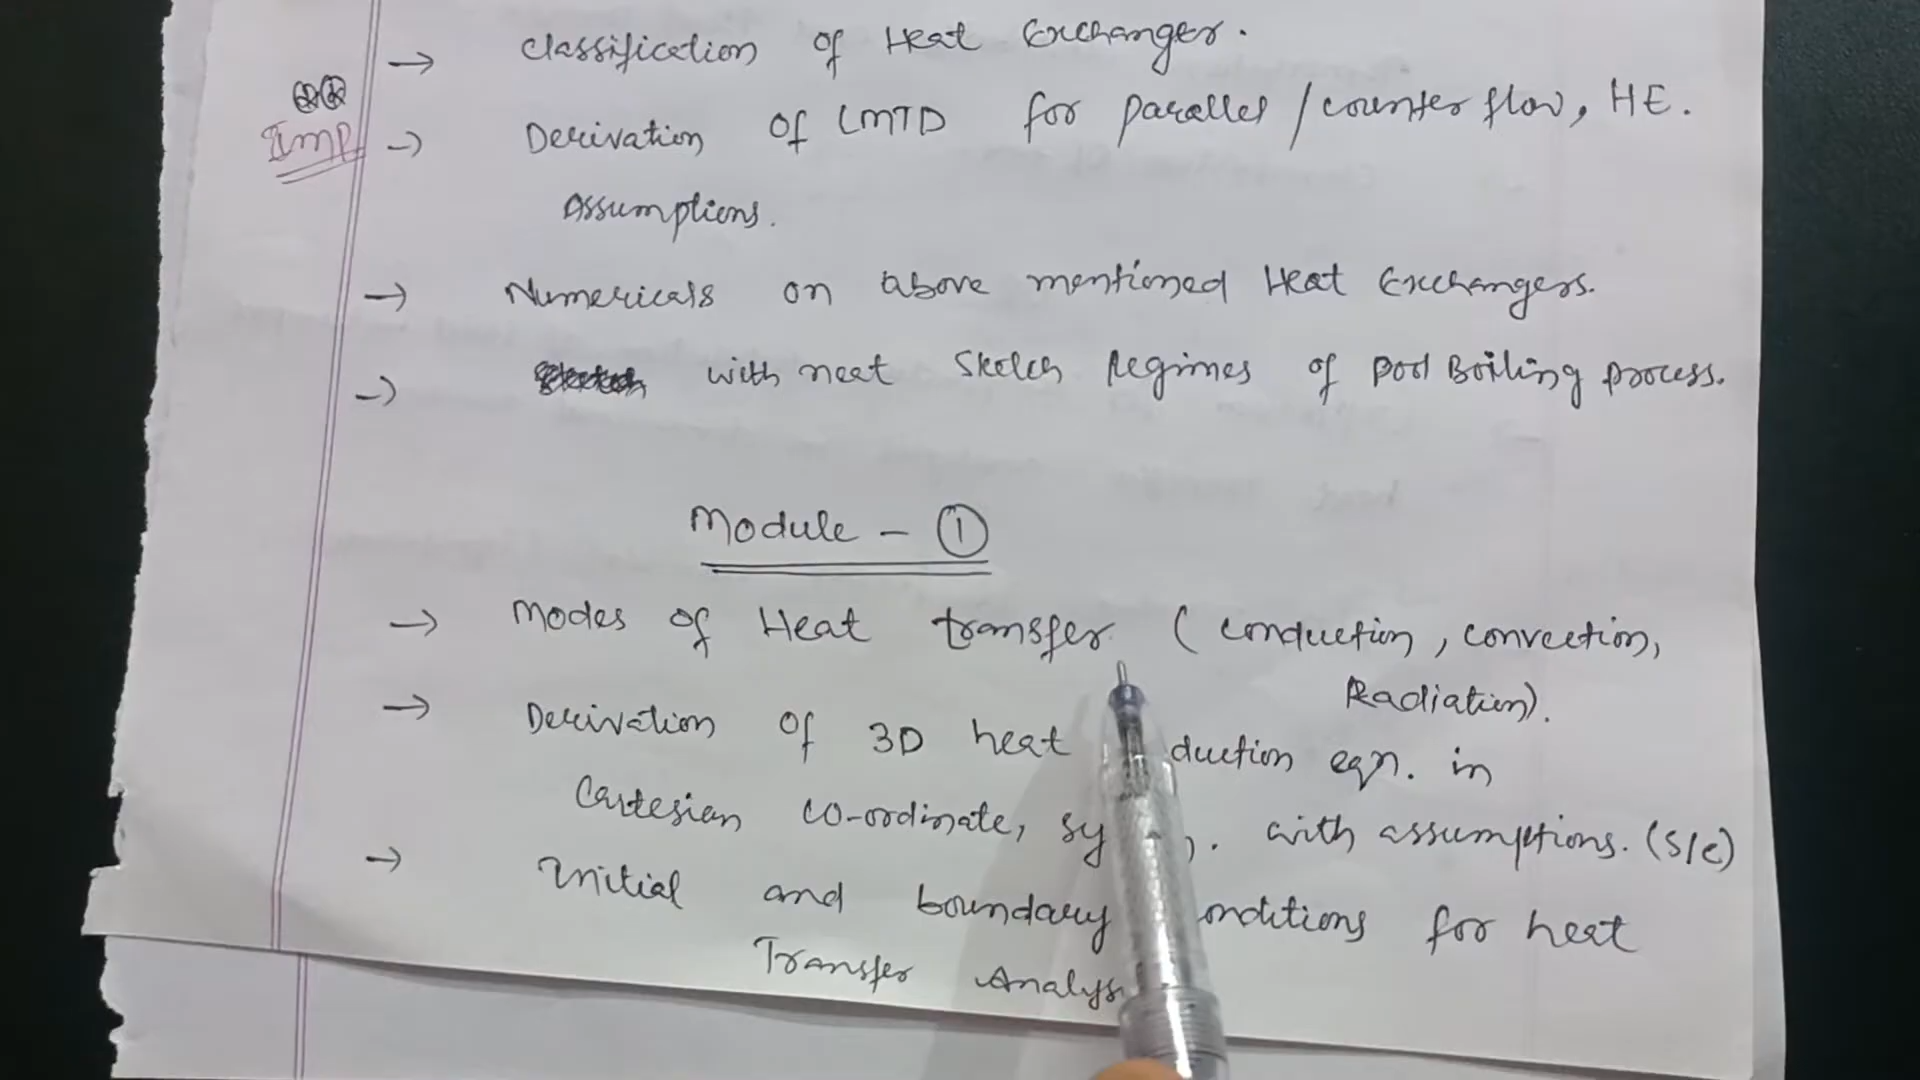 → Classification of Heat Exchanger.
IMP → Derivation of LMTD for parallel / counter flow, HE.
Assumptions.
→ Numericals on above mentioned Heat Exchangers.
→ with neat sketch Regimes of pool Boiling process.
Module - ①
→ Modes of Heat transfer (conduction, convection,
Radiation).
→ Derivation of 3D heat duction eqn. in
Cartesian co-ordinate, sy . with assumptions. (S/C)
→ Initial and boundary onditions for heat
Transfer Analys